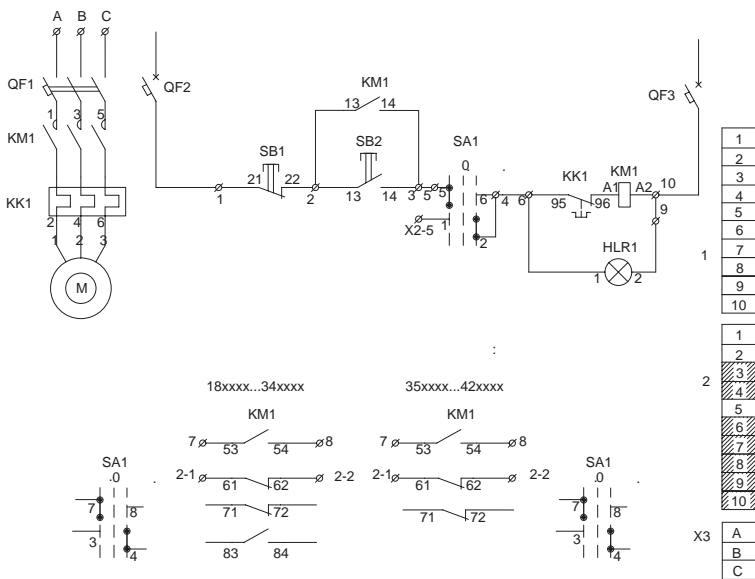 A B C
QF1
QF2
KM1
QF3
1 3 5
13 14
KM1
SB1
SB2
SA1
0
21 22
KK1
KM1
KK1
A1 A2
10
1
2
13 14
3 5 5
6 4 6
95 96
9
2 4 6
X2-5
1
2
HLR1
1 2 3
1 2
M
1
1
2
3
4
5
6
7
8
9
10
:
2
1
2
3
4
5
6
7
8
9
10
18xxxx...34xxxx
35xxxx...42xxxx
KM1
KM1
7 53 54 8
7 53 54 8
SA1
.0
2-1 61 62 2-2
2-1 61 62 2-2
SA1
.0
7 8
71 72
71 72
7 8
3 4
83 84
3 4
X3
A
B
C